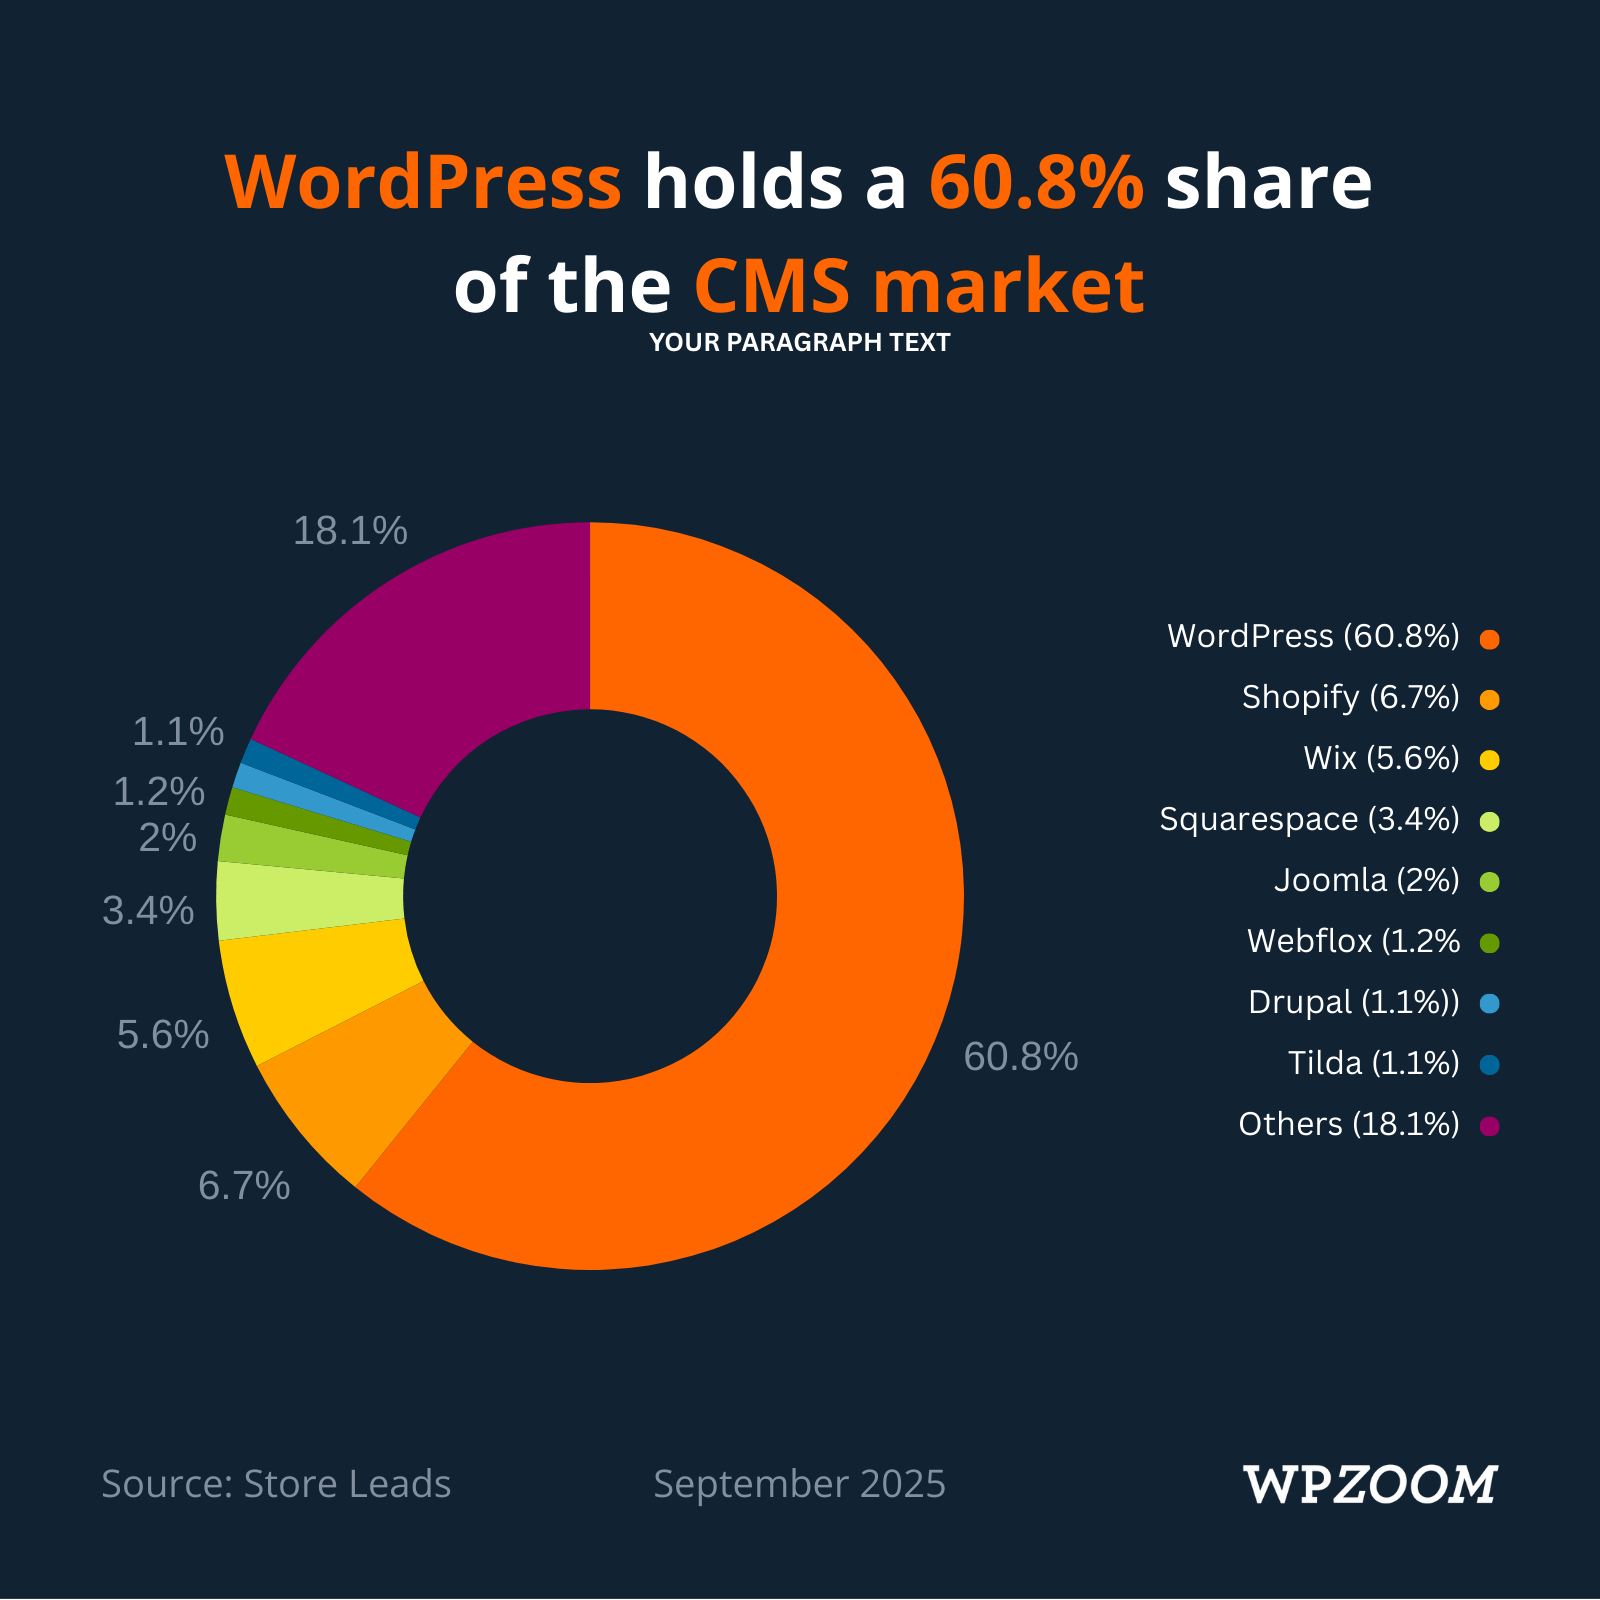 WordPress holds a 60.8% share
of the CMS market
YOUR PARAGRAPH TEXT
18.1%
1.1%
1.2%
2%
3.4%
5.6%
6.7%
60.8%
WordPress (60.8%)
Shopify (6.7%)
Wix (5.6%)
Squarespace (3.4%)
Joomla (2%)
Webflox (1.2%
Drupal (1.1%))
Tilda (1.1%)
Others (18.1%)
Source: Store Leads
September 2025
WPZOOM